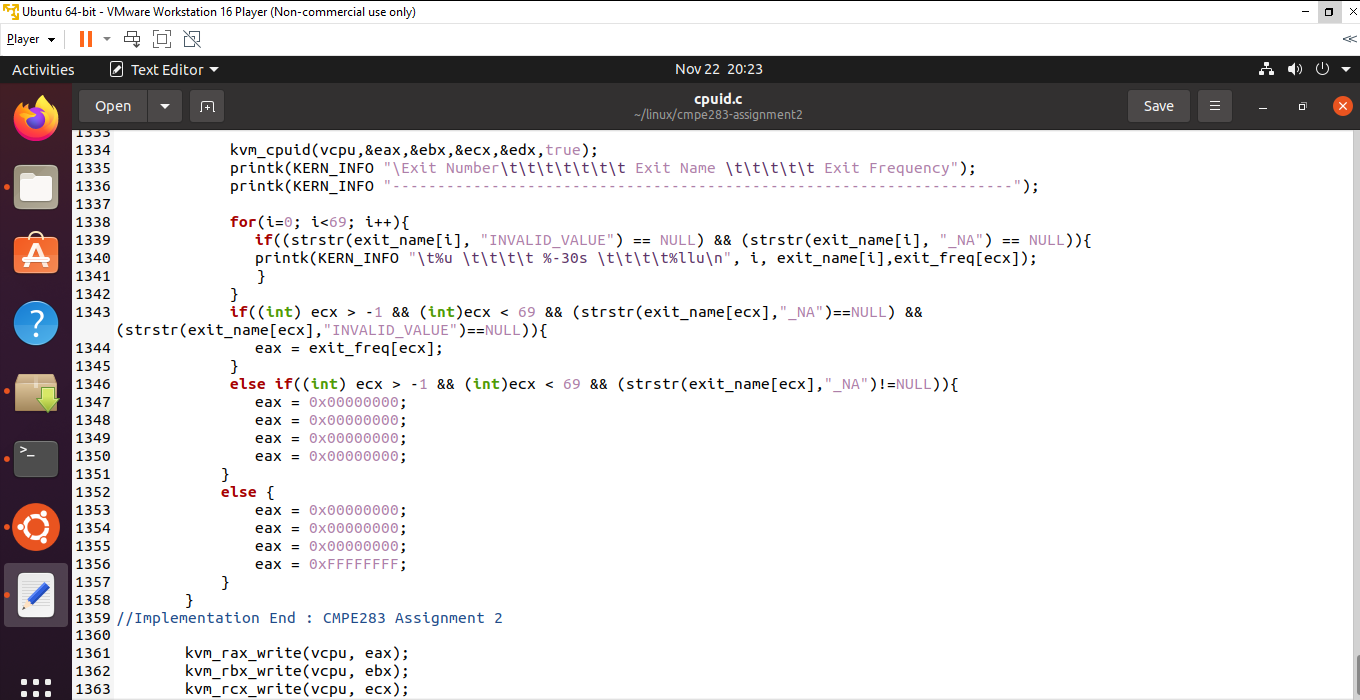 Ubuntu 64-bit - VMware Workstation 16 Player (Non-commercial use only)
Player
Activities
Text Editor
Nov 22 20:23
Open
cpuid.c
~/linux/cmpe283-assignment2
Save
1333
1334 kvm_cpuid(vcpu,&eax,&ebx,&ecx,&edx,true);
1335 printk(KERN_INFO "\Exit Number\t\t\t\t\t\t\t Exit Name \t\t\t\t\t Exit Frequency");
1336 printk(KERN_INFO "---------------------------------------------------------------------");
1337
1338 for(i=0; i<69; i++){
1339 if((strstr(exit_name[i], "INVALID_VALUE") == NULL) && (strstr(exit_name[i], "_NA") == NULL)){
1340 printk(KERN_INFO "\t%u \t\t\t\t %-30s \t\t\t\t%llu\n", i, exit_name[i],exit_freq[ecx]);
1341 }
1342 }
1343 if((int) ecx > -1 && (int)ecx < 69 && (strstr(exit_name[ecx],"_NA")==NULL) &&
(strstr(exit_name[ecx],"INVALID_VALUE")==NULL)){
1344 eax = exit_freq[ecx];
1345 }
1346 else if((int) ecx > -1 && (int)ecx < 69 && (strstr(exit_name[ecx],"_NA")!=NULL)){
1347 eax = 0x00000000;
1348 eax = 0x00000000;
1349 eax = 0x00000000;
1350 eax = 0x00000000;
1351 }
1352 else {
1353 eax = 0x00000000;
1354 eax = 0x00000000;
1355 eax = 0x00000000;
1356 eax = 0xFFFFFFFF;
1357 }
1358 }
1359 //Implementation End : CMPE283 Assignment 2
1360
1361 kvm_rax_write(vcpu, eax);
1362 kvm_rbx_write(vcpu, ebx);
1363 kvm_rcx_write(vcpu, ecx);